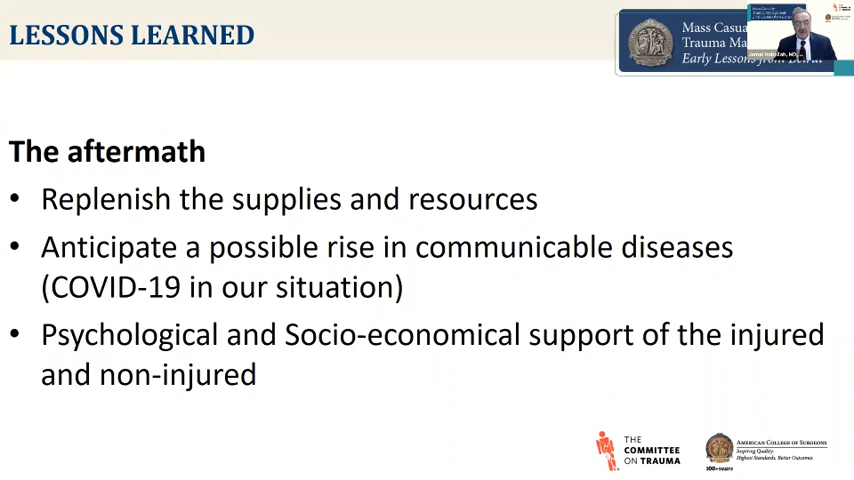 LESSONS LEARNED
Mass Casua
Trauma Ma
Early Lessons from Beirut
The aftermath
• Replenish the supplies and resources
• Anticipate a possible rise in communicable diseases
(COVID-19 in our situation)
• Psychological and Socio-economical support of the injured
and non-injured
THE
COMMITTEE
ON TRAUMA
AMERICAN COLLEGE OF SURGEONS
Inspiring Quality:
Highest Standards, Better Outcomes
100+years